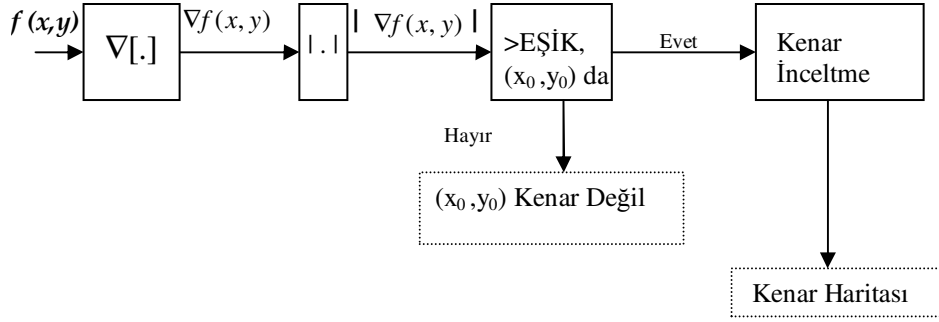 f(x,y)
∇[.]
∇f(x, y)
| . |
| ∇f(x, y) |
>EŞİK,
(x₀ ,y₀) da
Evet
Kenar
İnceltme
Hayır
(x₀ ,y₀) Kenar Değil
Kenar Haritası